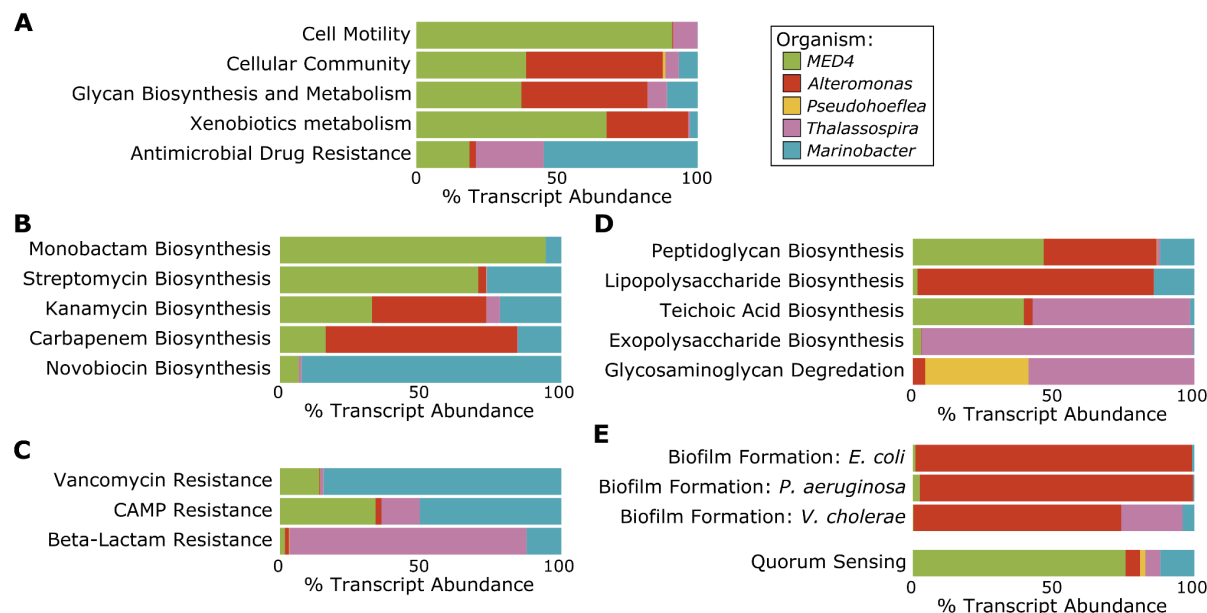 A
Cell Motility
Cellular Community
Glycan Biosynthesis and Metabolism
Xenobiotics metabolism
Antimicrobial Drug Resistance
0 50 100
% Transcript Abundance
Organism:
MED4
Alteromonas
Pseudohoeflea
Thalassospira
Marinobacter
B
Monobactam Biosynthesis
Streptomycin Biosynthesis
Kanamycin Biosynthesis
Carbapenem Biosynthesis
Novobiocin Biosynthesis
0 50 100
% Transcript Abundance
C
Vancomycin Resistance
CAMP Resistance
Beta-Lactam Resistance
0 50 100
% Transcript Abundance
D
Peptidoglycan Biosynthesis
Lipopolysaccharide Biosynthesis
Teichoic Acid Biosynthesis
Exopolysaccharide Biosynthesis
Glycosaminoglycan Degredation
0 50 100
% Transcript Abundance
E
Biofilm Formation: E. coli
Biofilm Formation: P. aeruginosa
Biofilm Formation: V. cholerae
Quorum Sensing
0 50 100
% Transcript Abundance